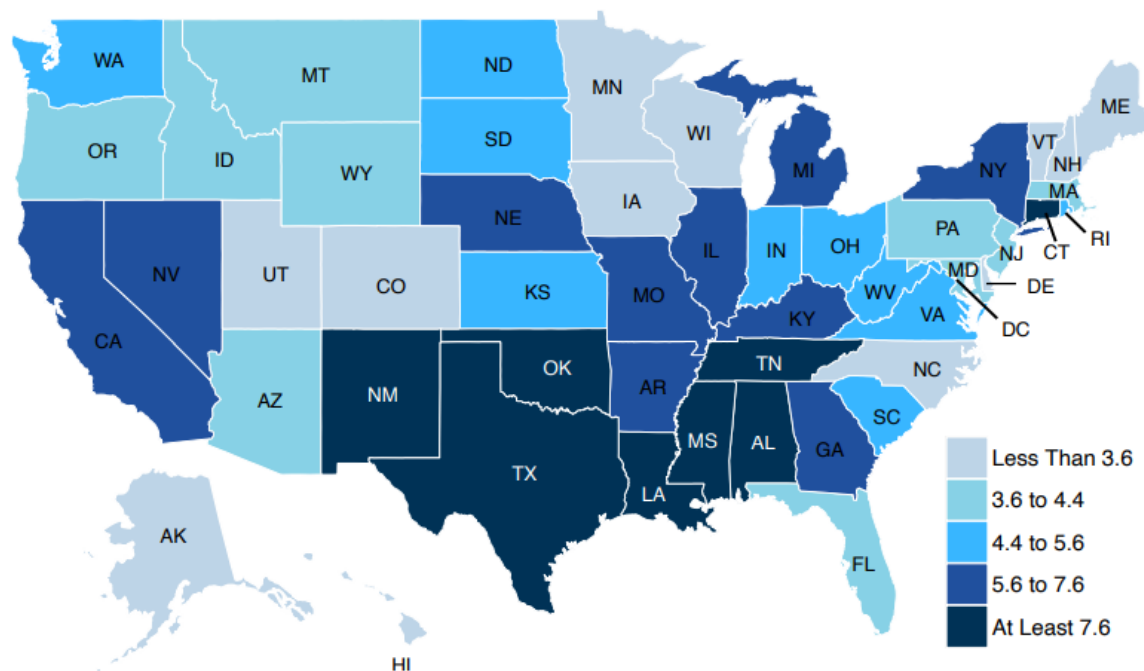 WA
MT
ND
MN
ME
OR
ID
WY
SD
WI
MI
VT
NH
NY
MA
RI
CT
NV
UT
CO
NE
IA
IL
IN
OH
PA
NJ
MD
DE
DC
WV
VA
CA
AZ
NM
KS
MO
KY
OK
AR
TN
NC
SC
TX
LA
MS
AL
GA
FL
AK
HI
Less Than 3.6
3.6 to 4.4
4.4 to 5.6
5.6 to 7.6
At Least 7.6